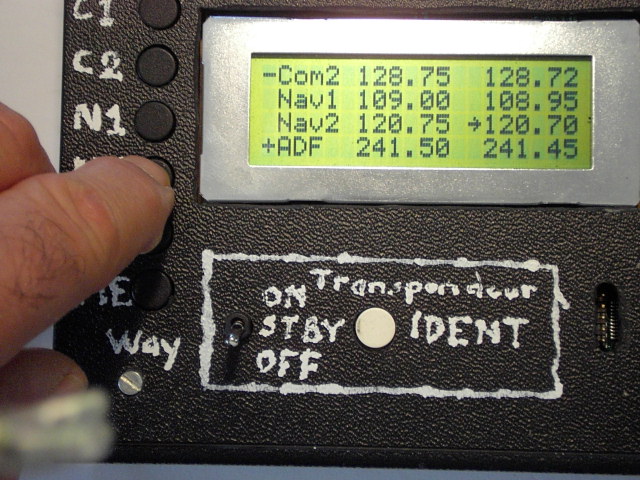 C1
C2
N1
-Com2 128.75 128.72
Nav1 109.00 108.95
Nav2 120.75 →120.70
+ADF 241.50 241.45
Way
Transpondeur
ON
STBY
OFF
IDENT